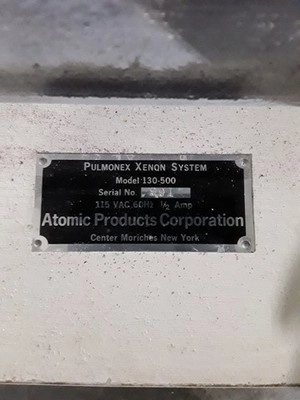 PULMONEX XENON SYSTEM
Model 130-500
Serial No.
115 VAC.60Hz ½ Amp
Atomic Products Corporation
Center Moriches New York